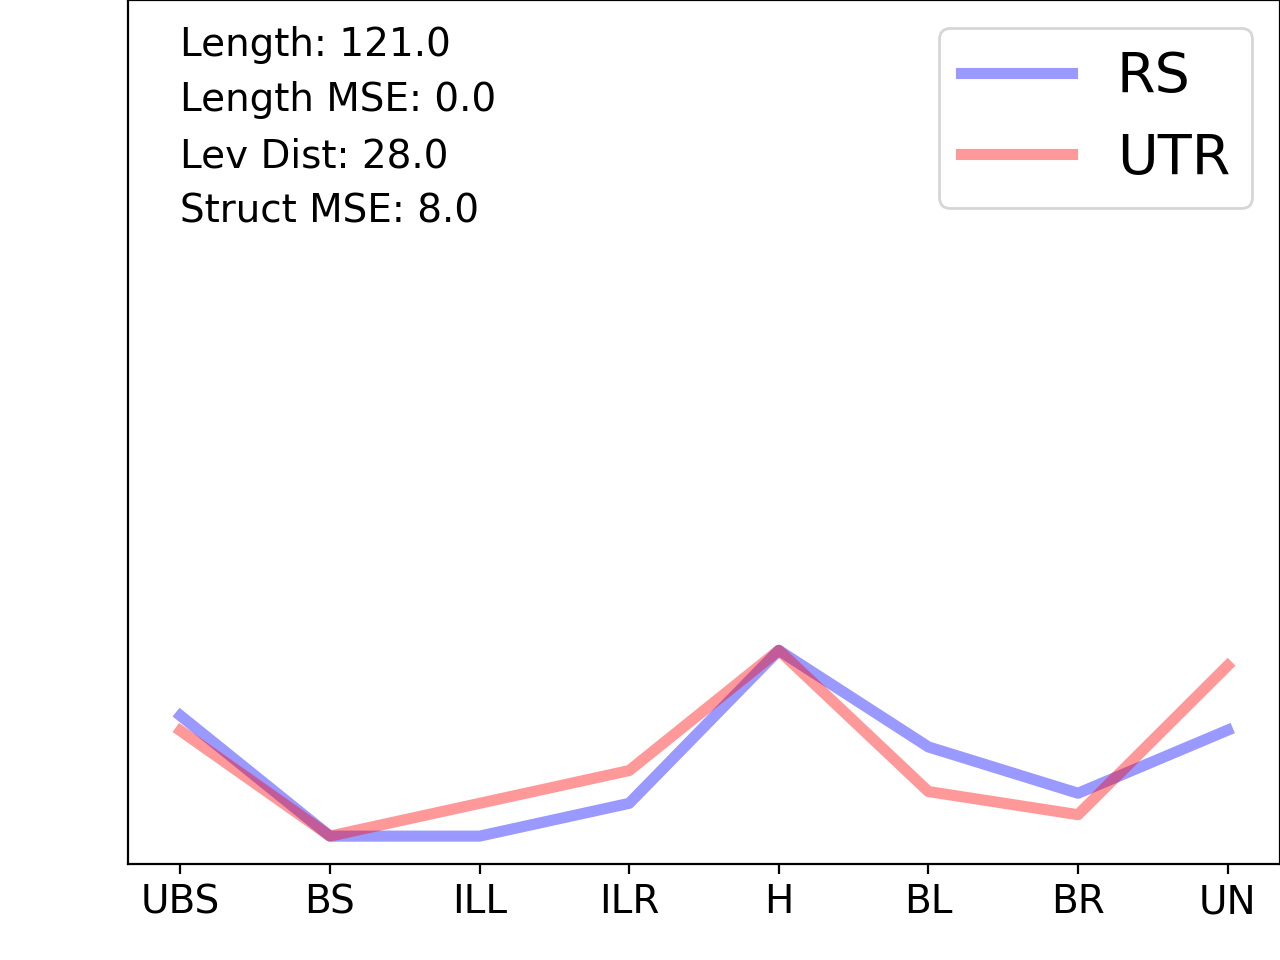 Length: 121.0
Length MSE: 0.0
Lev Dist: 28.0
Struct MSE: 8.0
RS
UTR
UBS BS ILL ILR H BL BR UN